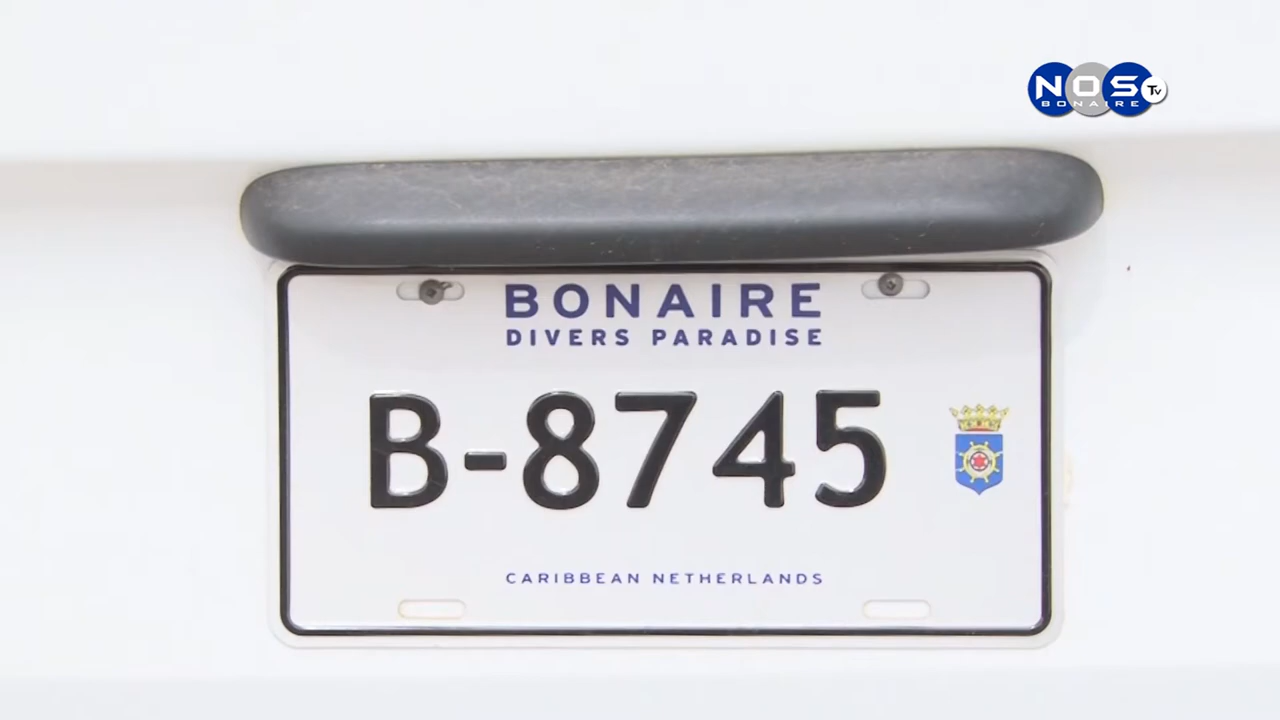 NOS TV
BONAIRE
BONAIRE
DIVERS PARADISE
B-8745
CARIBBEAN NETHERLANDS